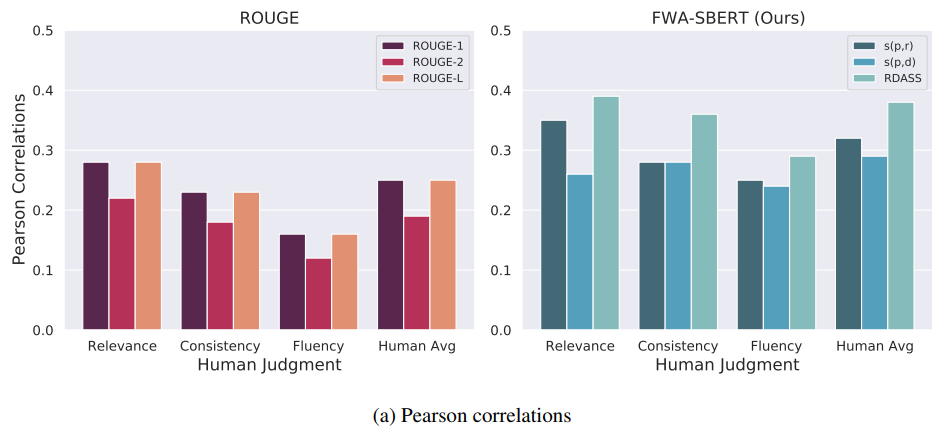 ROUGE
0.5
0.4
0.3
0.2
0.1
0.0
Pearson Correlations
ROUGE-1
ROUGE-2
ROUGE-L
Relevance Consistency Fluency Human Avg
Human Judgment
FWA-SBERT (Ours)
0.5
0.4
0.3
0.2
0.1
0.0
s(p,r)
s(p,d)
RDASS
Relevance Consistency Fluency Human Avg
Human Judgment
(a) Pearson correlations